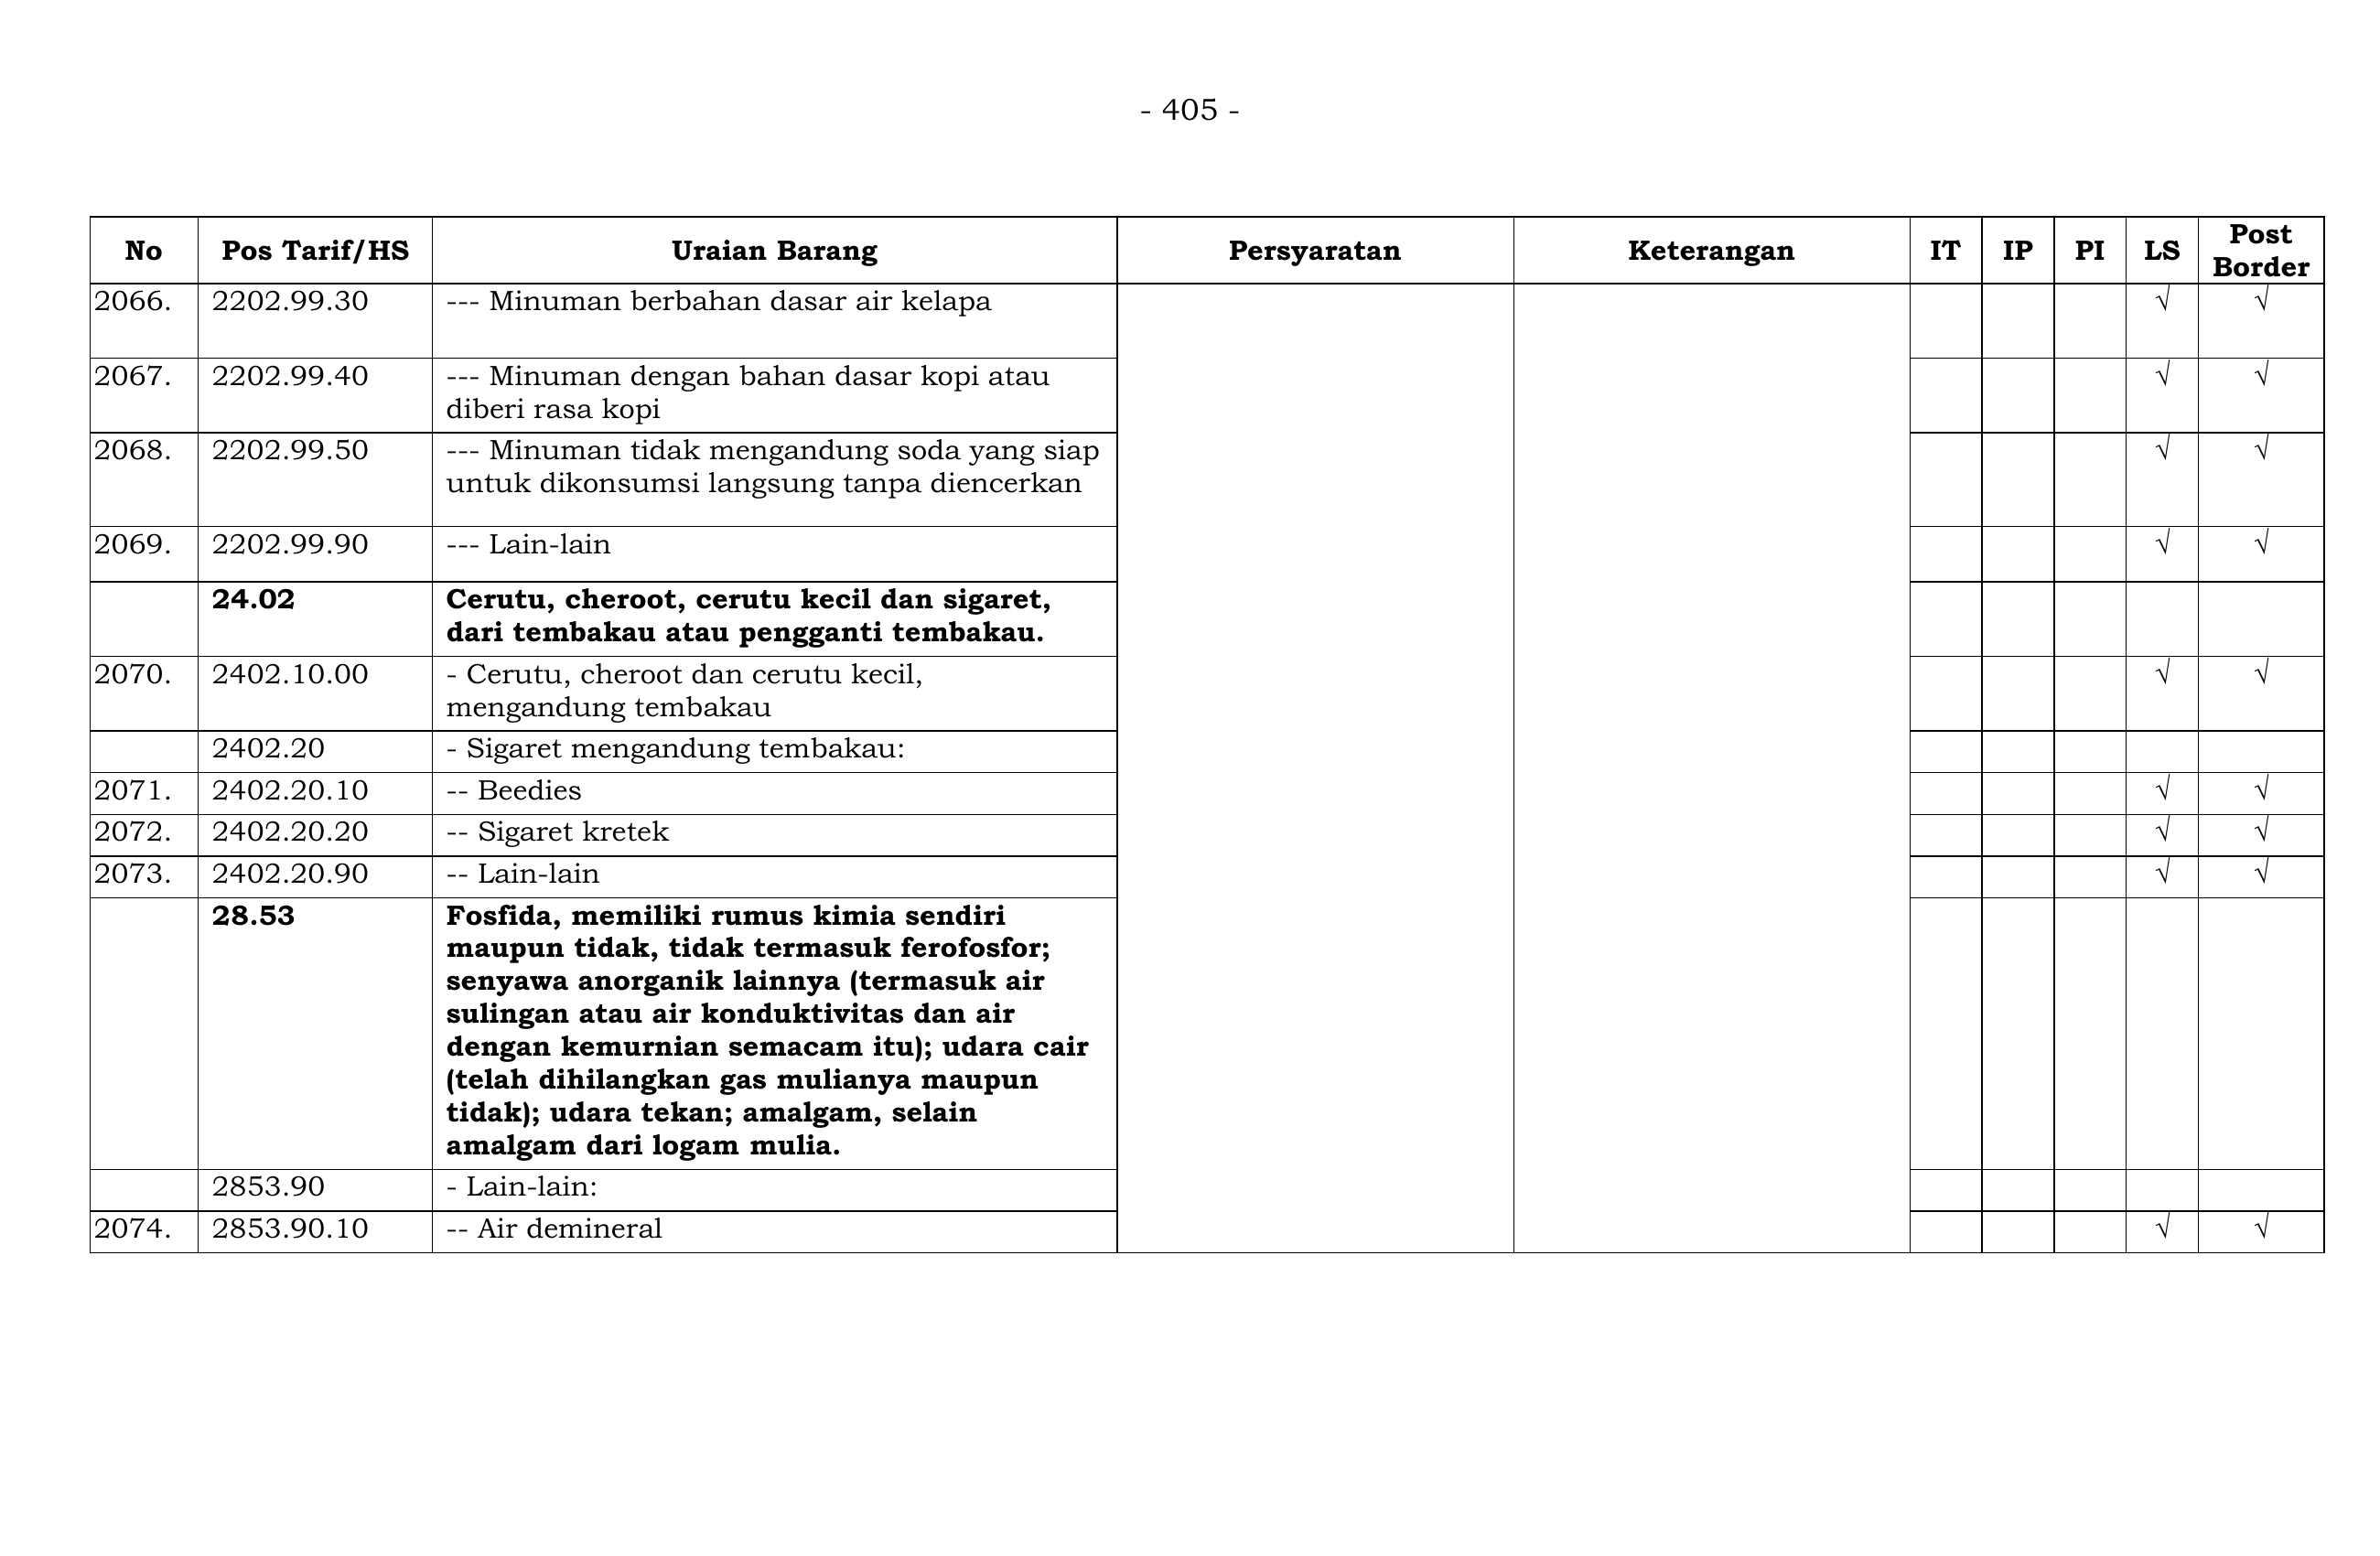 - 405 -
No Pos Tarif/HS Uraian Barang Persyaratan Keterangan IT IP PI LS Post Border
2066. 2202.99.30 --- Minuman berbahan dasar air kelapa √ √
2067. 2202.99.40 --- Minuman dengan bahan dasar kopi atau √ √
diberi rasa kopi
2068. 2202.99.50 --- Minuman tidak mengandung soda yang siap √ √
untuk dikonsumsi langsung tanpa diencerkan
2069. 2202.99.90 --- Lain-lain √ √
24.02 Cerutu, cheroot, cerutu kecil dan sigaret,
dari tembakau atau pengganti tembakau.
2070. 2402.10.00 - Cerutu, cheroot dan cerutu kecil, √ √
mengandung tembakau
2402.20 - Sigaret mengandung tembakau:
2071. 2402.20.10 -- Beedies √ √
2072. 2402.20.20 -- Sigaret kretek √ √
2073. 2402.20.90 -- Lain-lain √ √
28.53 Fosfida, memiliki rumus kimia sendiri
maupun tidak, tidak termasuk ferofosfor;
senyawa anorganik lainnya (termasuk air
sulingan atau air konduktivitas dan air
dengan kemurnian semacam itu); udara cair
(telah dihilangkan gas mulianya maupun
tidak); udara tekan; amalgam, selain
amalgam dari logam mulia.
2853.90 - Lain-lain:
2074. 2853.90.10 -- Air demineral √ √